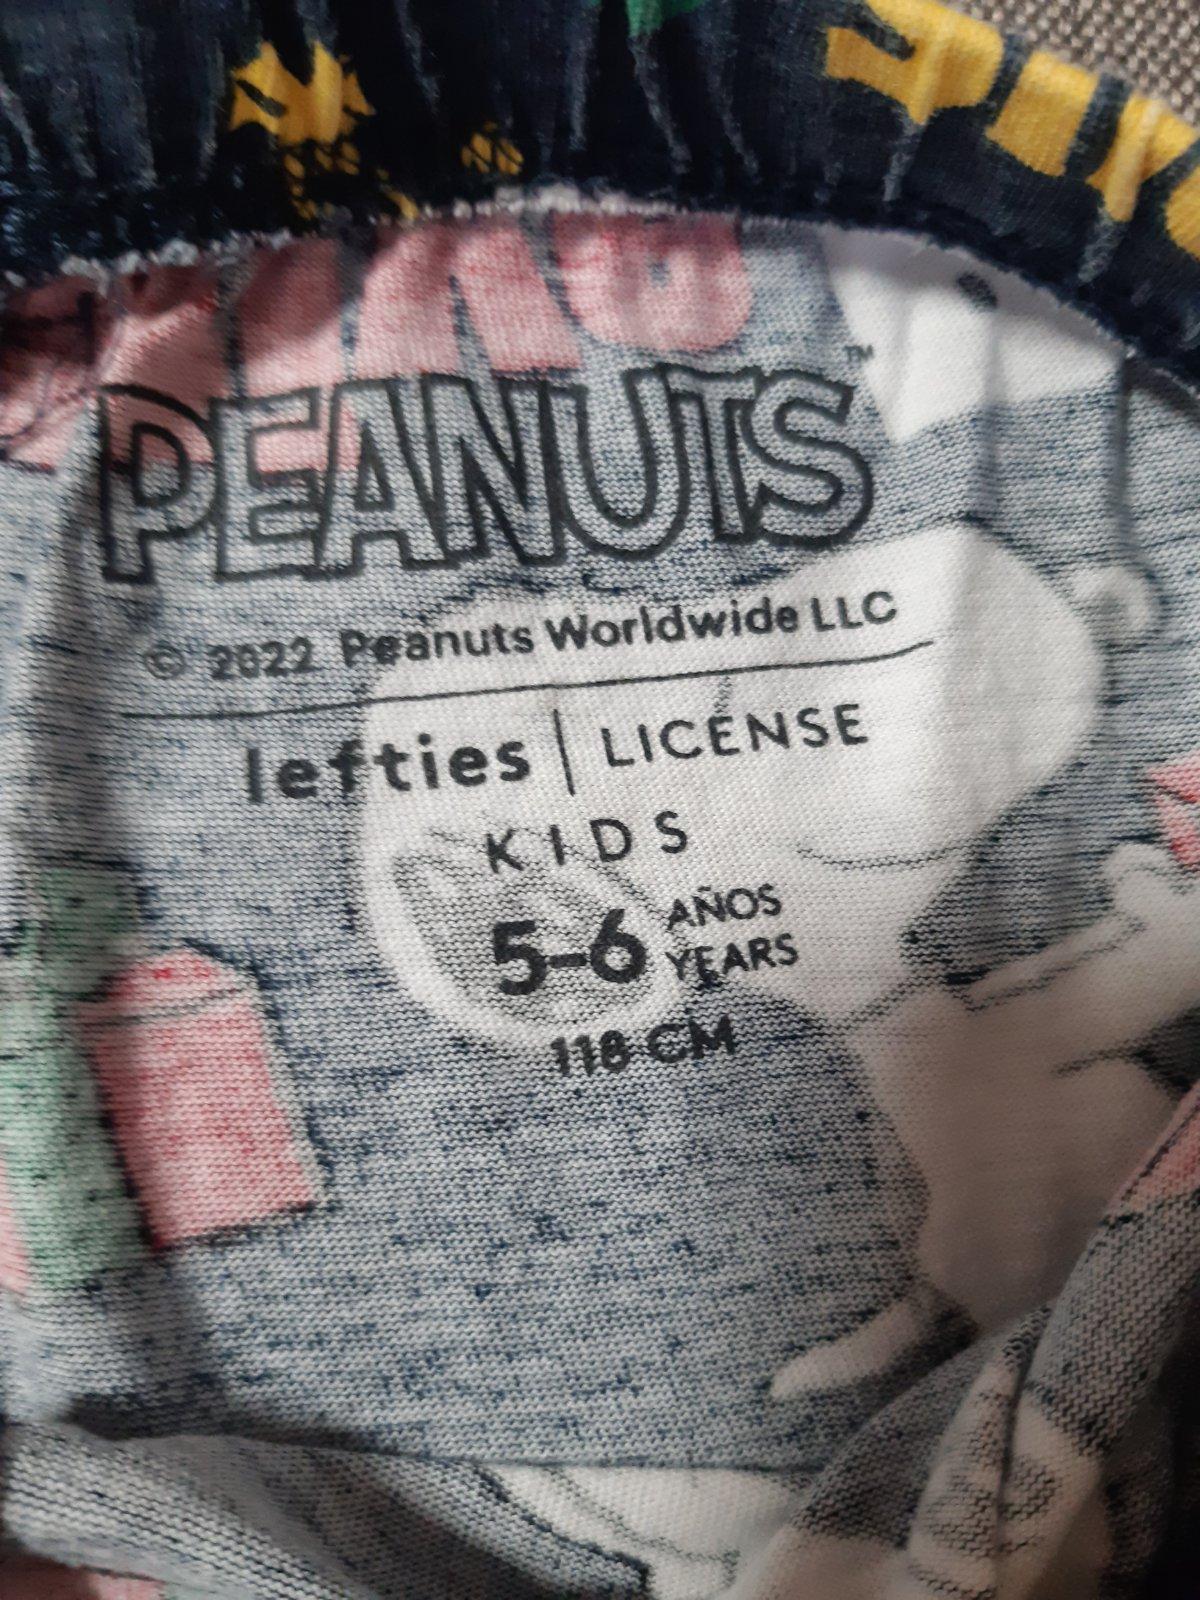 PEANUTS™
© 2022 Peanuts Worldwide LLC
lefties | LICENSE
KIDS
5-6 AÑOS
YEARS
118 CM